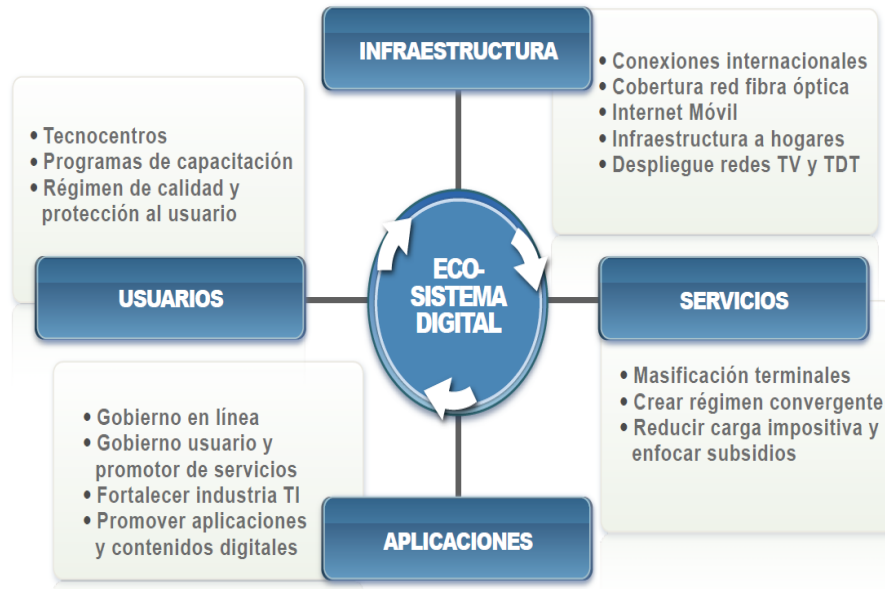 INFRAESTRUCTURA
• Conexiones internacionales
• Cobertura red fibra óptica
• Internet Móvil
• Infraestructura a hogares
• Despliegue redes TV y TDT
• Tecnocentros
• Programas de capacitación
• Régimen de calidad y
protección al usuario
USUARIOS
ECO-
SISTEMA
DIGITAL
SERVICIOS
• Masificación terminales
• Crear régimen convergente
• Reducir carga impositiva y
enfocar subsidios
• Gobierno en línea
• Gobierno usuario y
promotor de servicios
• Fortalecer industria TI
• Promover aplicaciones
y contenidos digitales
APLICACIONES